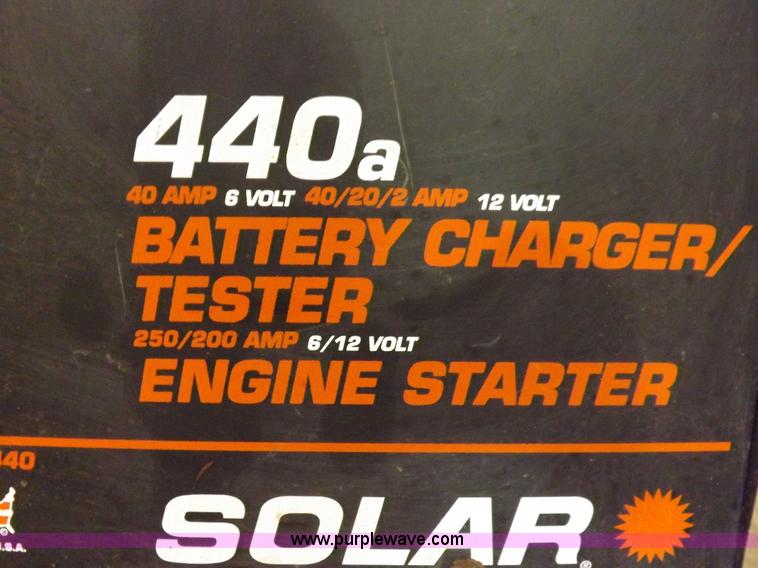 440a
40 AMP 6 VOLT 40/20/2 AMP 12 VOLT
BATTERY CHARGER/
TESTER
250/200 AMP 6/12 VOLT
ENGINE STARTER
440
U.S.A.
SOLAR
®
www.purplewave.com